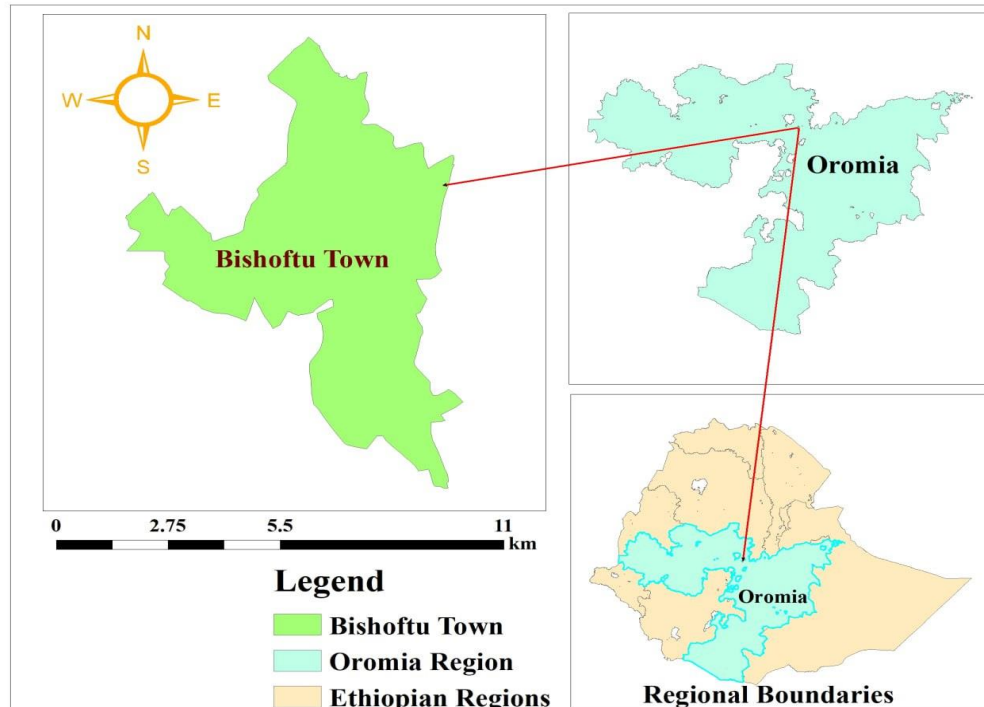 N
W E
S
Bishoftu Town
Oromia
0 2.75 5.5 11
km
Legend
Bishoftu Town
Oromia Region
Ethiopian Regions
Oromia
Regional Boundaries